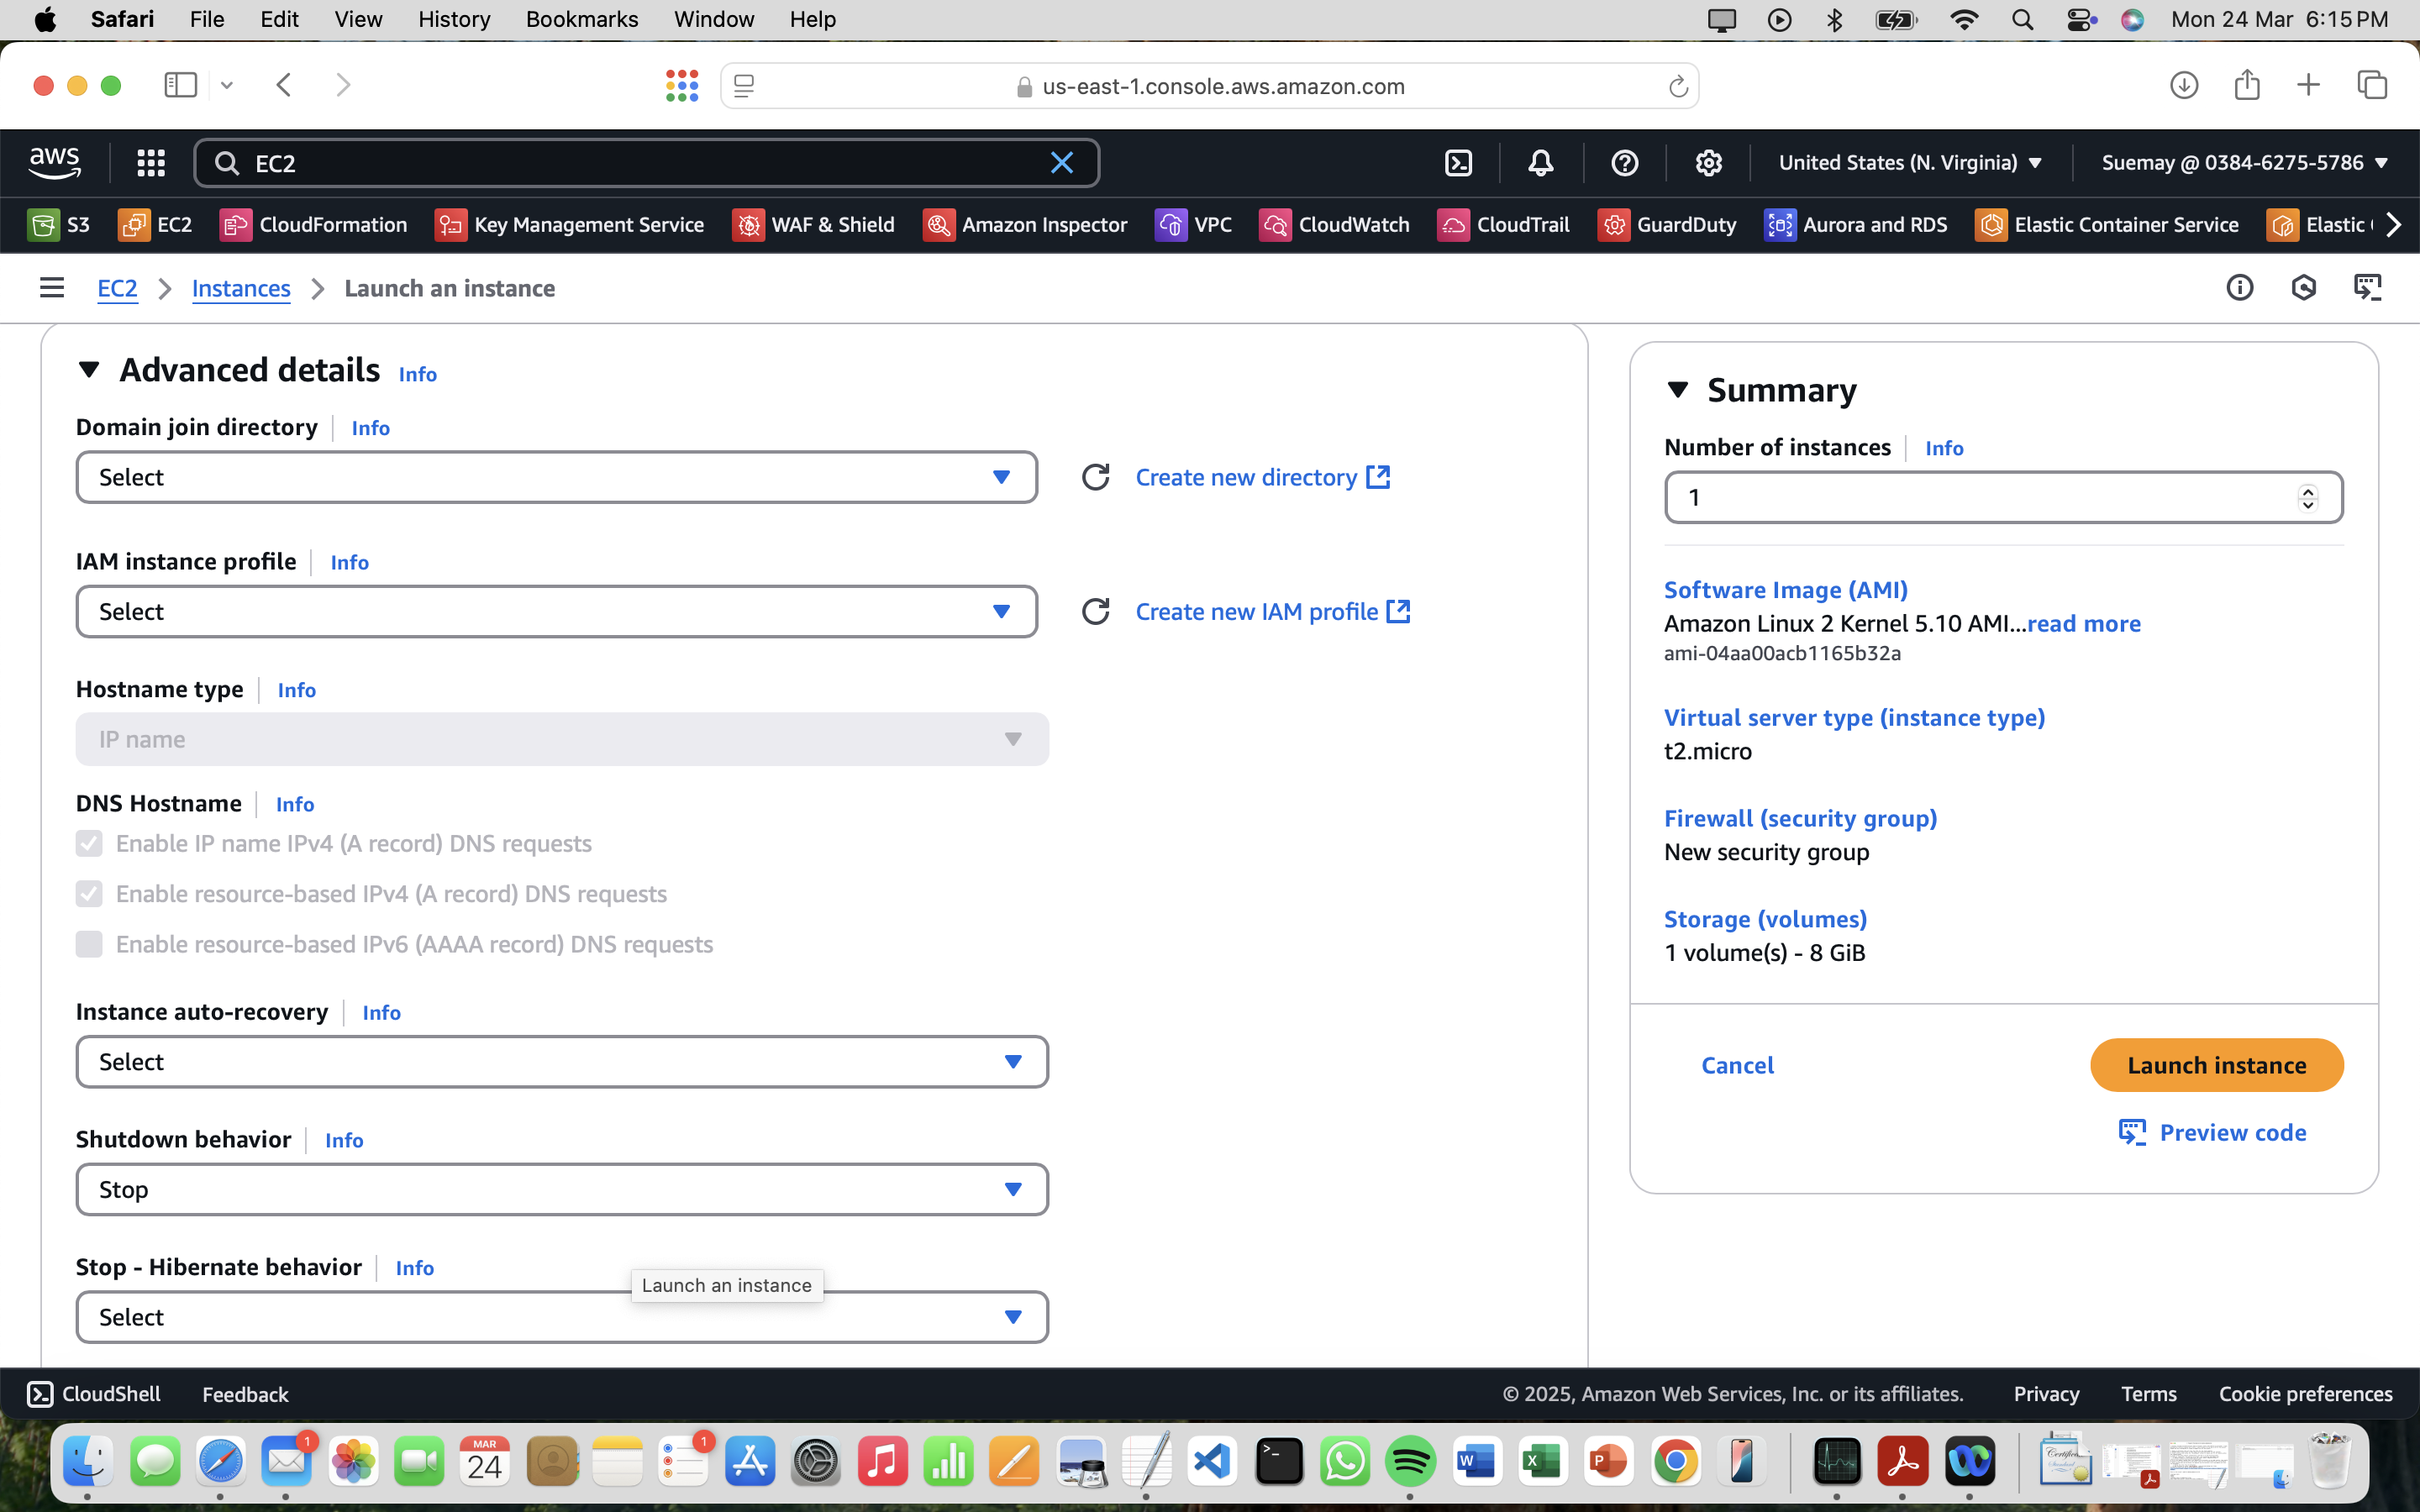 Safari File Edit View History Bookmarks Window Help Mon 24 Mar 6:15 PM
us-east-1.console.aws.amazon.com
aws EC2 United States (N. Virginia) Suemay @ 0384-6275-5786
S3 EC2 CloudFormation Key Management Service WAF & Shield Amazon Inspector VPC CloudWatch CloudTrail GuardDuty Aurora and RDS Elastic Container Service Elastic
EC2 Instances Launch an instance
Advanced details Info
Domain join directory Info
Select Create new directory
IAM instance profile Info
Select Create new IAM profile
Hostname type Info
IP name
DNS Hostname Info
Enable IP name IPv4 (A record) DNS requests
Enable resource-based IPv4 (A record) DNS requests
Enable resource-based IPv6 (AAAA record) DNS requests
Instance auto-recovery Info
Select
Shutdown behavior Info
Stop
Stop - Hibernate behavior Info
Launch an instance
Select
Summary
Number of instances Info
1
Software Image (AMI)
Amazon Linux 2 Kernel 5.10 AMI...read more
ami-04aa00acb1165b32a
Virtual server type (instance type)
t2.micro
Firewall (security group)
New security group
Storage (volumes)
1 volume(s) - 8 GiB
Cancel Launch instance
Preview code
CloudShell Feedback © 2025, Amazon Web Services, Inc. or its affiliates. Privacy Terms Cookie preferences
1 MAR 24 1